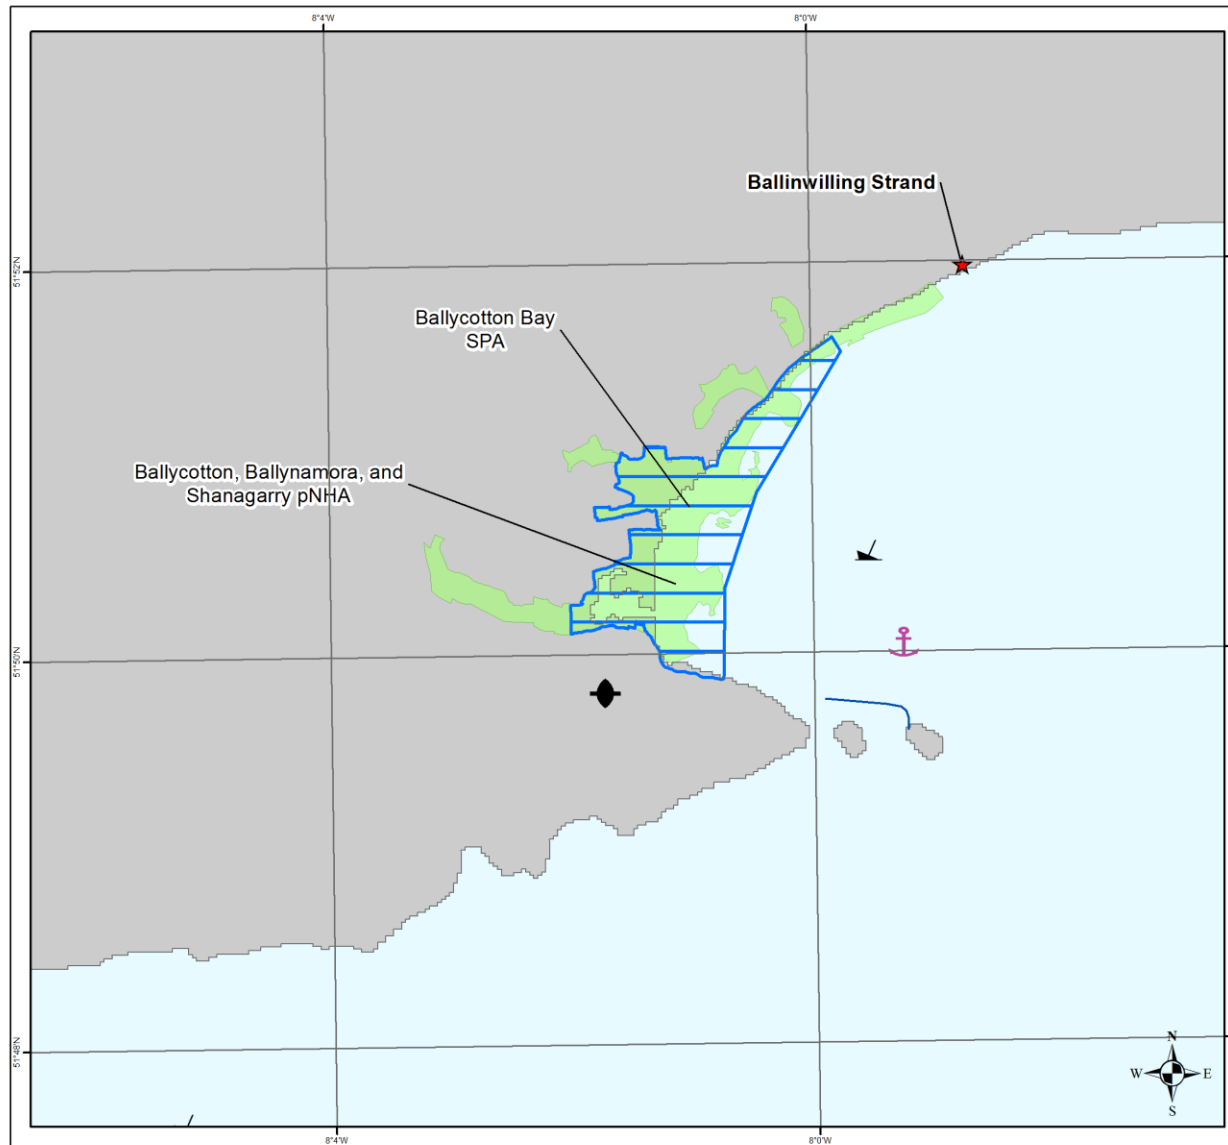 8°4'W
8°0'W
Ballinwilling Strand
51°52'N
Ballycotton Bay
SPA
Ballycotton, Ballynamora, and
Shanagarry pNHA
51°50'N
51°48'N
N
W
E
S
8°4'W
8°0'W